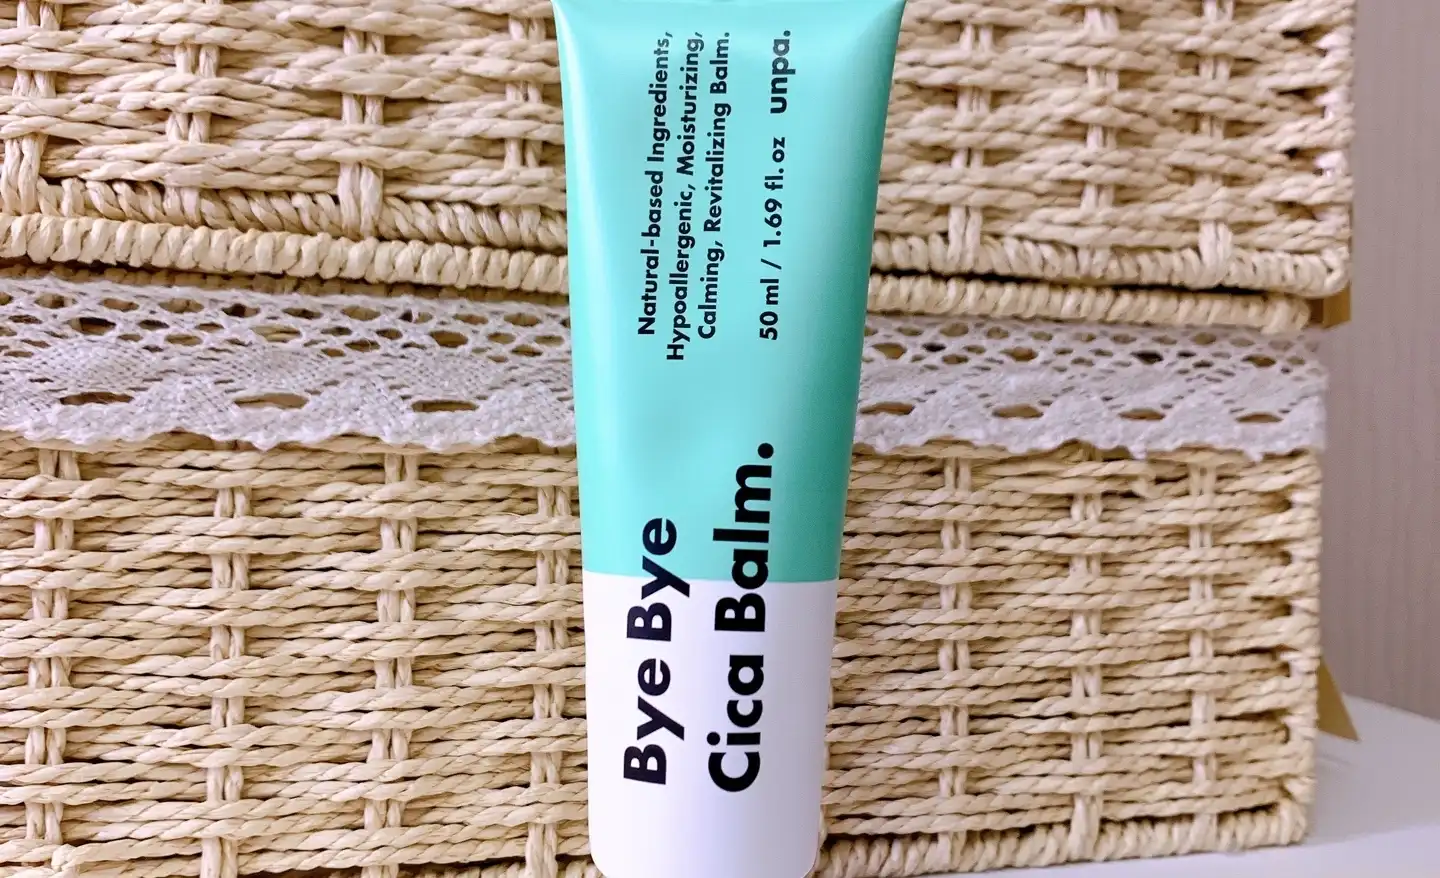 Bye Bye
Cica Balm.
Natural-based Ingredients,
Hypoallergenic, Moisturizing,
Calming, Revitalizing Balm.
50 ml / 1.69 fl. oz unpa.